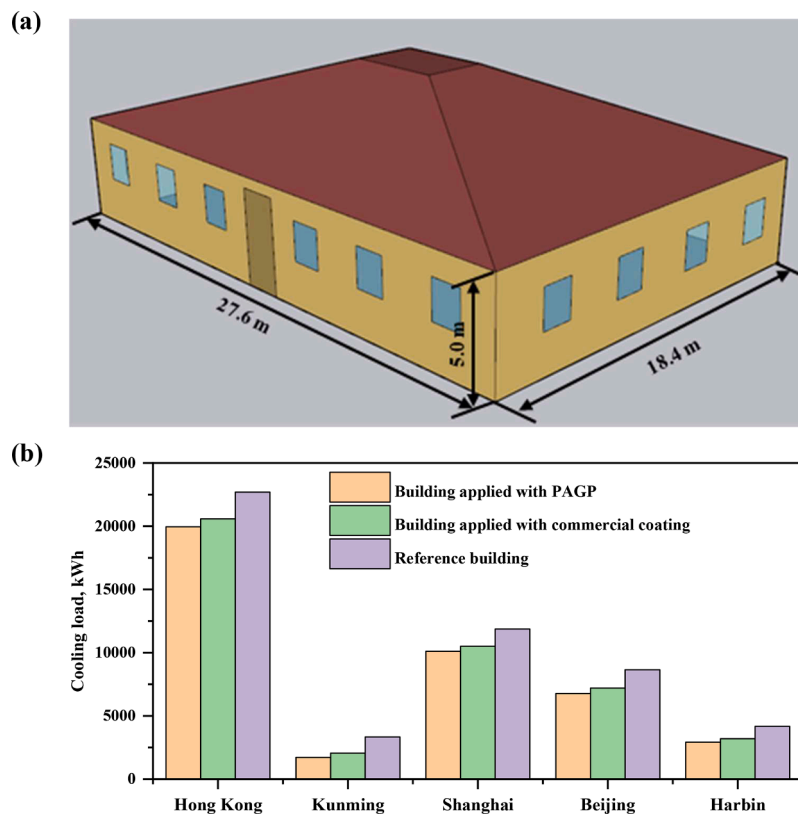 (a)
27.6 m
5.0 m
18.4 m
(b)
25000
20000
15000
10000
5000
0
Cooling load, kWh
Building applied with PAGP
Building applied with commercial coating
Reference building
Hong Kong Kunming Shanghai Beijing Harbin